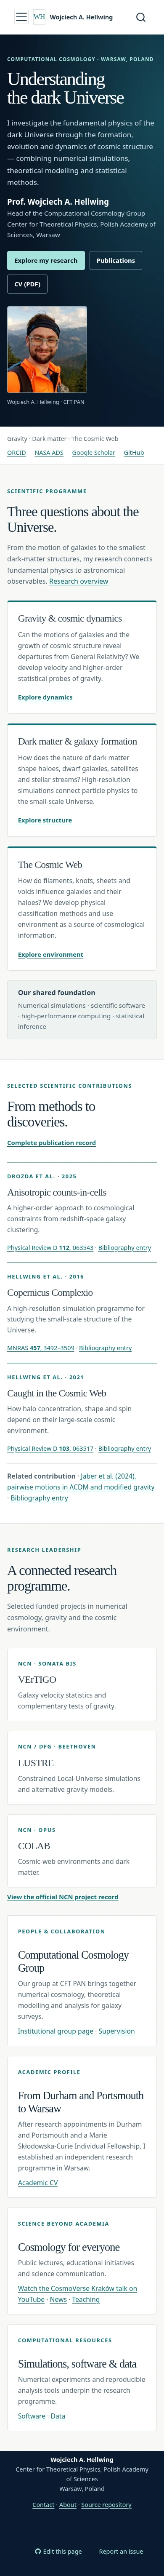 WH Wojciech A. Hellwing
COMPUTATIONAL COSMOLOGY · WARSAW, POLAND
Understanding
the dark Universe
I investigate the fundamental physics of the
dark Universe through the formation,
evolution and dynamics of cosmic structure
— combining numerical simulations,
theoretical modelling and statistical
methods.
Prof. Wojciech A. Hellwing
Head of the Computational Cosmology Group
Center for Theoretical Physics, Polish Academy of
Sciences, Warsaw
Explore my research
Publications
CV (PDF)
Wojciech A. Hellwing · CFT PAN
Gravity · Dark matter · The Cosmic Web
ORCID NASA ADS Google Scholar GitHub
SCIENTIFIC PROGRAMME
Three questions about the
Universe.
From the motion of galaxies to the smallest
dark-matter structures, my research connects
fundamental physics to astronomical
observables. Research overview
Gravity & cosmic dynamics
Can the motions of galaxies and the
growth of cosmic structure reveal
departures from General Relativity? We
develop velocity and higher-order
statistical probes of gravity.
Explore dynamics
Dark matter & galaxy formation
How does the nature of dark matter
shape haloes, dwarf galaxies, satellites
and stellar streams? High-resolution
simulations connect particle physics to
the small-scale Universe.
Explore structure
The Cosmic Web
How do filaments, knots, sheets and
voids influence galaxies and their
haloes? We develop physical
classification methods and use
environment as a source of cosmological
information.
Explore environment
Our shared foundation
Numerical simulations · scientific software
· high-performance computing · statistical
inference
SELECTED SCIENTIFIC CONTRIBUTIONS
From methods to
discoveries.
Complete publication record
DROZDA ET AL. · 2025
Anisotropic counts-in-cells
A higher-order approach to cosmological
constraints from redshift-space galaxy
clustering.
Physical Review D 112, 063543 · Bibliography entry
HELLWING ET AL. · 2016
Copernicus Complexio
A high-resolution simulation programme for
studying the small-scale structure of the
Universe.
MNRAS 457, 3492–3509 · Bibliography entry
HELLWING ET AL. · 2021
Caught in the Cosmic Web
How halo concentration, shape and spin
depend on their large-scale cosmic
environment.
Physical Review D 103, 063517 · Bibliography entry
Related contribution · Jaber et al. (2024),
pairwise motions in ΛCDM and modified gravity
· Bibliography entry
RESEARCH LEADERSHIP
A connected research
programme.
Selected funded projects in numerical
cosmology, gravity and the cosmic
environment.
NCN · SONATA BIS
VErTIGO
Galaxy velocity statistics and
complementary tests of gravity.
NCN / DFG · BEETHOVEN
LUSTRE
Constrained Local-Universe simulations
and alternative gravity models.
NCN · OPUS
COLAB
Cosmic-web environments and dark
matter.
View the official NCN project record
PEOPLE & COLLABORATION
Computational Cosmology
Group
Our group at CFT PAN brings together
numerical cosmology, theoretical
modelling and analysis for galaxy
surveys.
Institutional group page · Supervision
ACADEMIC PROFILE
From Durham and Portsmouth
to Warsaw
After research appointments in Durham
and Portsmouth and a Marie
Skłodowska-Curie Individual Fellowship, I
established an independent research
programme in Warsaw.
Academic CV
SCIENCE BEYOND ACADEMIA
Cosmology for everyone
Public lectures, educational initiatives
and science communication.
Watch the CosmoVerse Kraków talk on
YouTube · News · Teaching
COMPUTATIONAL RESOURCES
Simulations, software & data
Numerical experiments and reproducible
analysis tools underpin the research
programme.
Software · Data
Wojciech A. Hellwing
Center for Theoretical Physics, Polish Academy
of Sciences
Warsaw, Poland
Contact · About · Source repository
Edit this page Report an issue